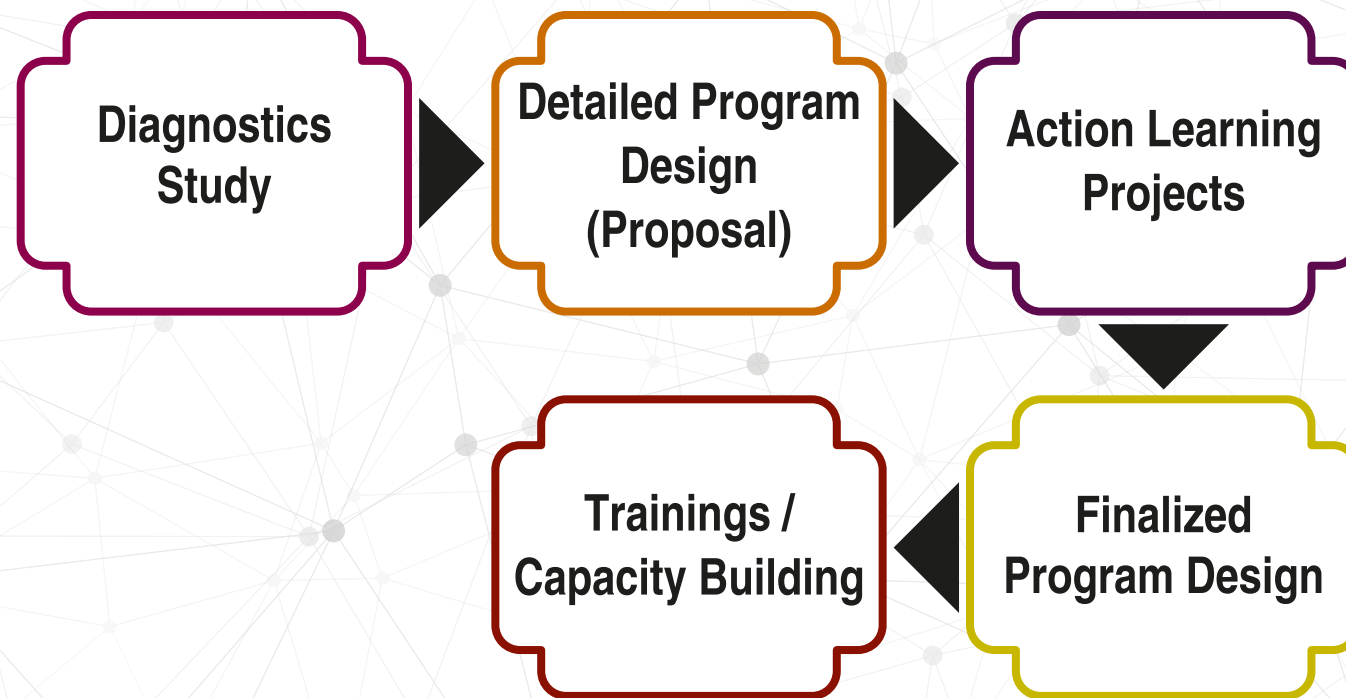 Diagnostics
Study
Detailed Program
Design
(Proposal)
Action Learning
Projects
Finalized
Program Design
Trainings /
Capacity Building